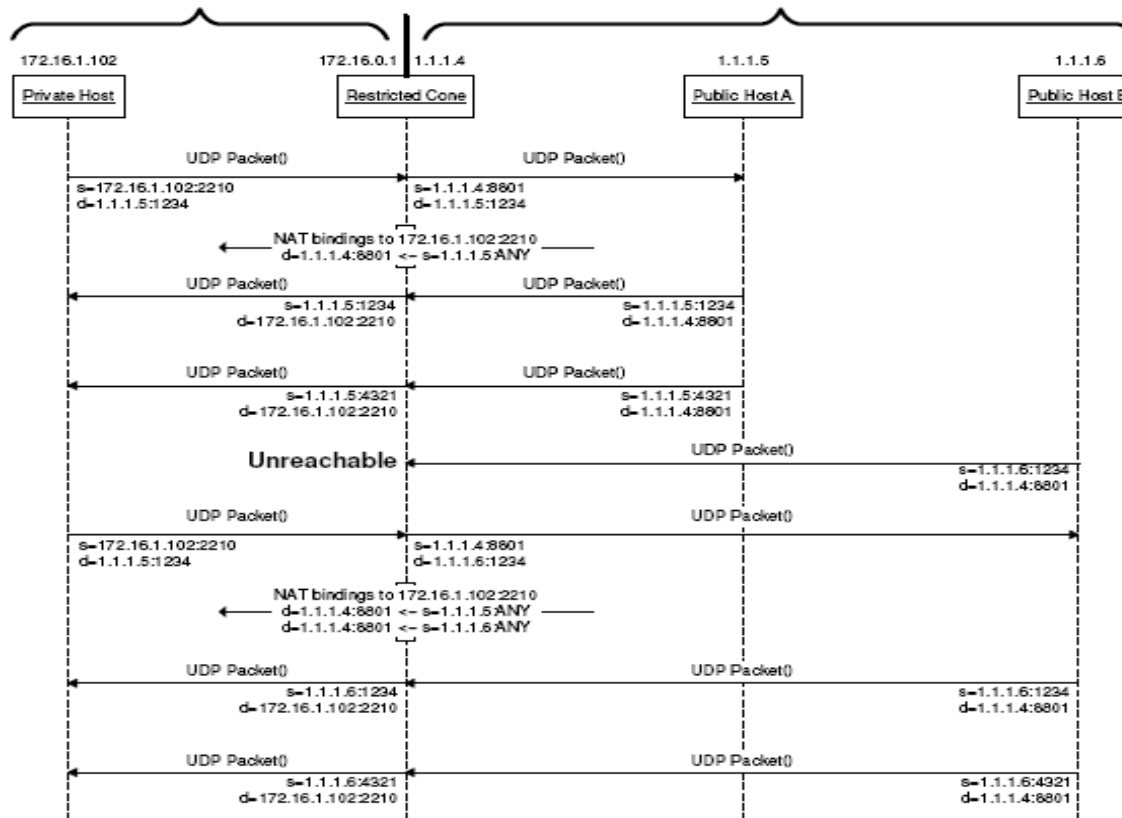 172.16.1.102 172.16.0.1 1.1.1.4 1.1.1.5 1.1.1.6
Private Host Restricted Cone Public Host A Public Host
UDP Packet() UDP Packet()
s=172.16.1.102:2210 s=1.1.1.4:8801
d=1.1.1.5:1234 d=1.1.1.5:1234
NAT bindings to 172.16.1.102:2210
d=1.1.1.4:8801 <- s=1.1.1.5:ANY
UDP Packet() UDP Packet()
s=1.1.1.5:1234 s=1.1.1.5:1234
d=172.16.1.102:2210 d=1.1.1.4:8801
UDP Packet() UDP Packet()
s=1.1.1.5:4321 s=1.1.1.5:4321
d=172.16.1.102:2210 d=1.1.1.4:8801
UDP Packet()
Unreachable
s=1.1.1.6:1234
d=1.1.1.4:8801
UDP Packet() UDP Packet()
s=172.16.1.102:2210 s=1.1.1.4:8801
d=1.1.1.5:1234 d=1.1.1.6:1234
NAT bindings to 172.16.1.102:2210
d=1.1.1.4:8801 <- s=1.1.1.5:ANY
d=1.1.1.4:8801 <- s=1.1.1.6:ANY
UDP Packet() UDP Packet()
s=1.1.1.6:1234 s=1.1.1.6:1234
d=172.16.1.102:2210 d=1.1.1.4:8801
UDP Packet() UDP Packet()
s=1.1.1.6:4321 s=1.1.1.6:4321
d=172.16.1.102:2210 d=1.1.1.4:8801